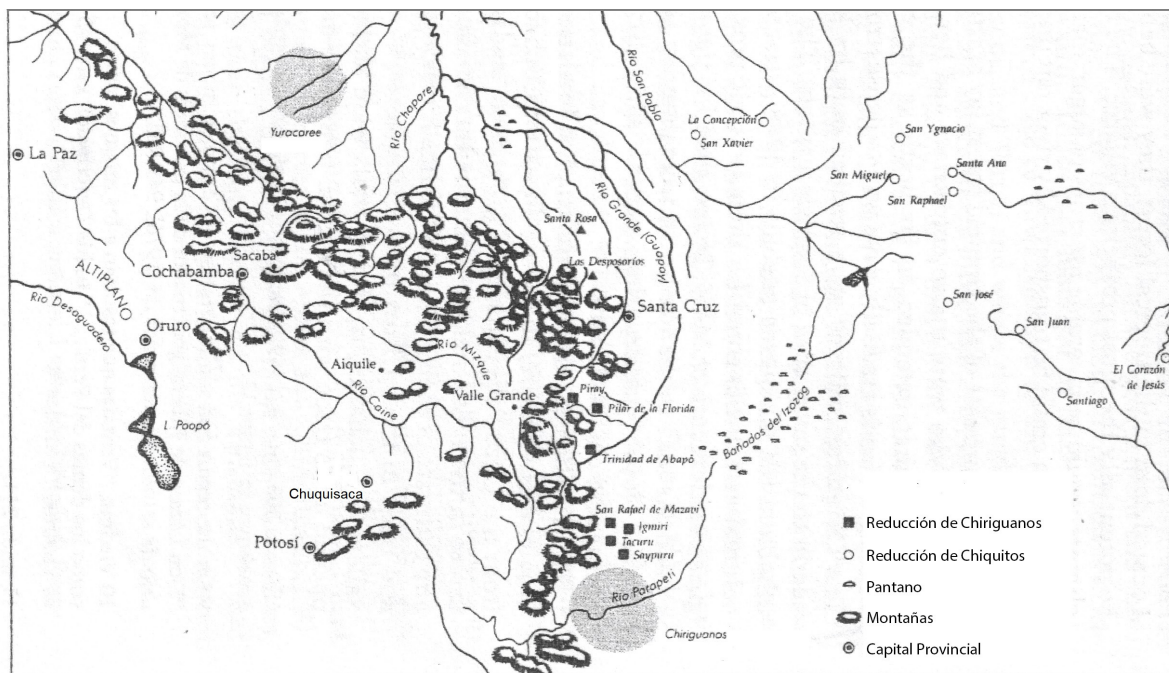 Río San Pablo
La Concepción
San Xavier
San Ygnacio
Santa Ana
San Miguel
San Raphael
Yuracaree
Río Chapare
La Paz
Río Grande (Guapay)
Santa Rosa
Los Desposoríos
Sacaba
Cochabamba
ALTIPLANO
Río Desaguadero
Oruro
Santa Cruz
San José
San Juan
El Corazón
de Jesús
Santiago
Río Mizque
Aiquile
Río Caine
Valle Grande
Piray
Pilar de la Florida
Bañados del Izozog
Trinidad de Abapó
l. Poopó
Chuquisaca
Potosí
San Rafael de Mazavi
Igmiri
Tacuru
Saypuru
Río Parapeti
Chiriguanos
Reducción de Chiriguanos
Reducción de Chiquitos
Pantano
Montañas
Capital Provincial